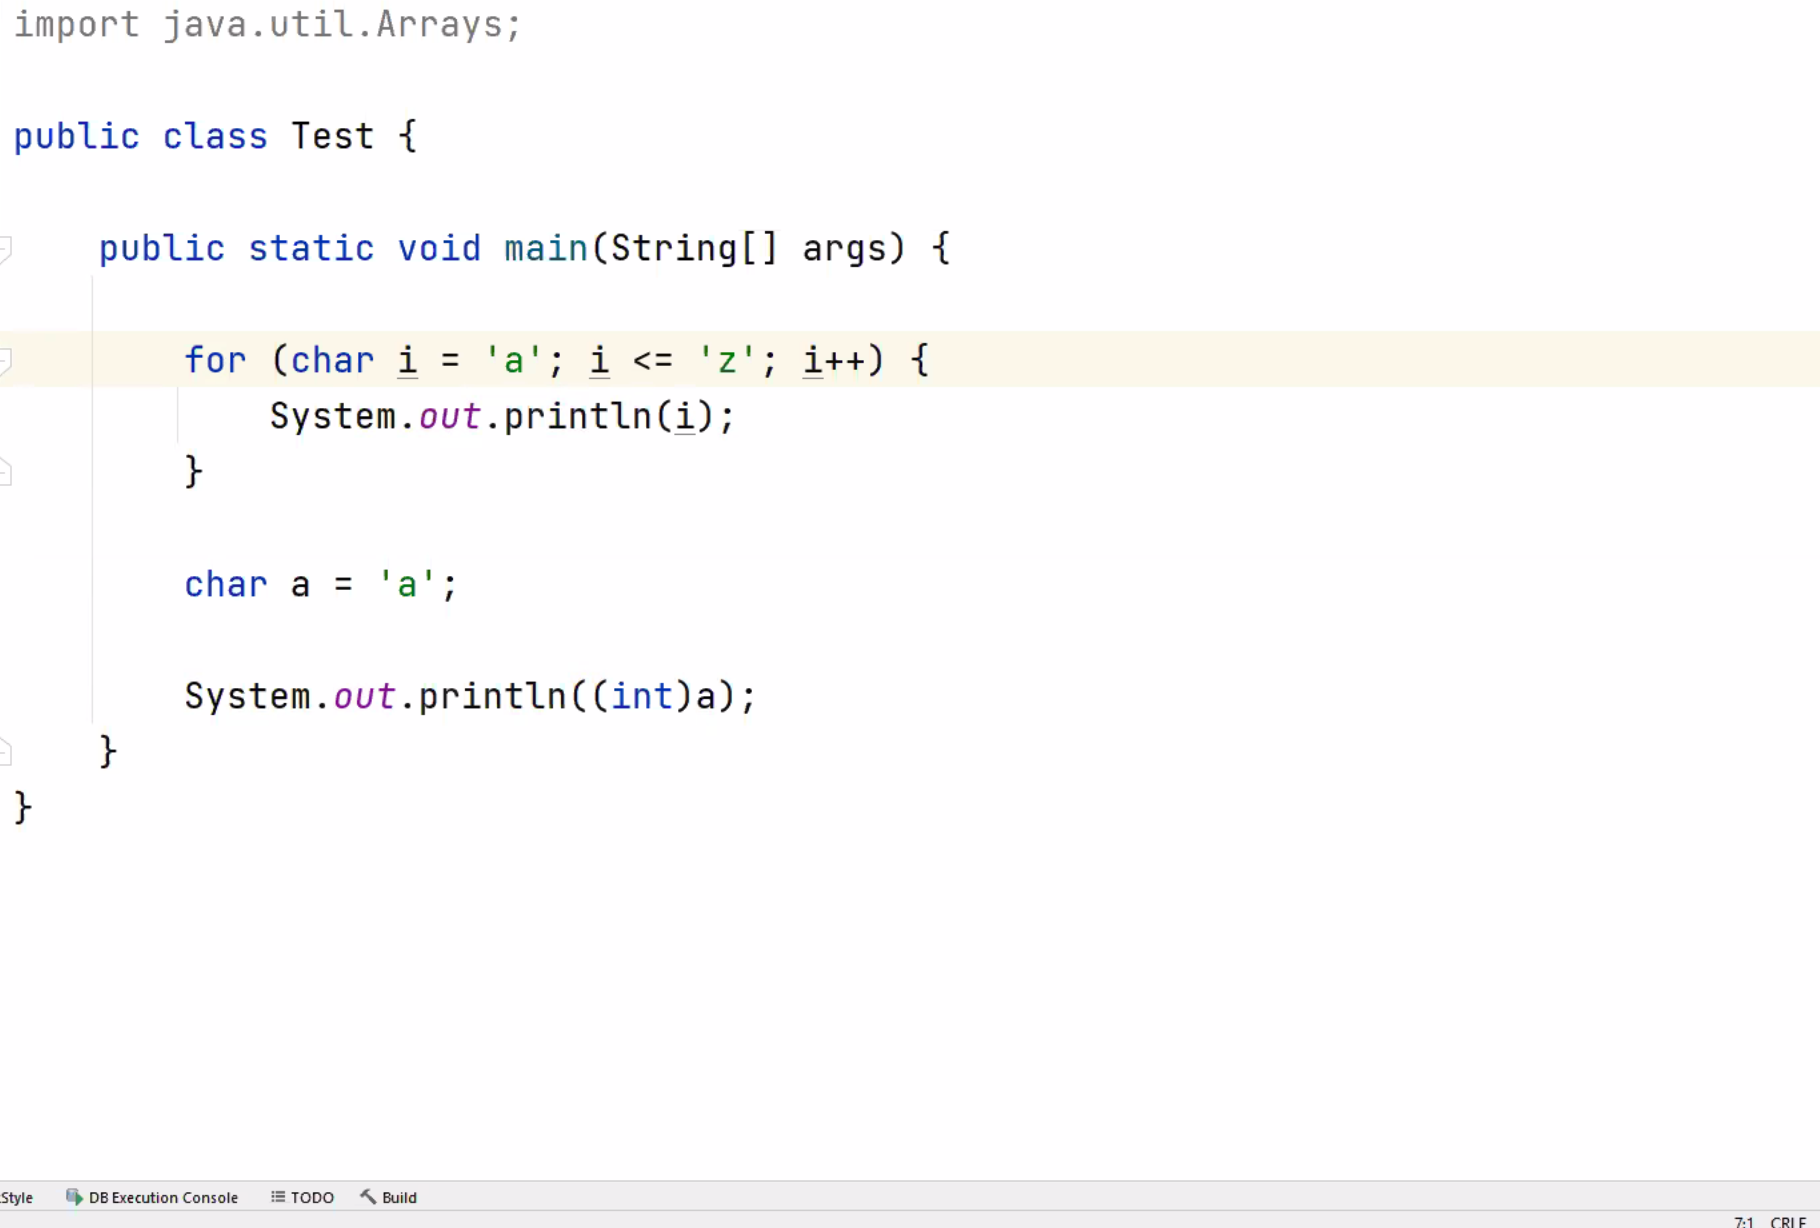 import java.util.Arrays;
public class Test {
public static void main(String[] args) {
for (char i = 'a'; i <= 'z'; i++) {
System.out.println(i);
}
char a = 'a';
System.out.println((int)a);
}
}
Style DB Execution Console TODO Build
7:1 CRLF